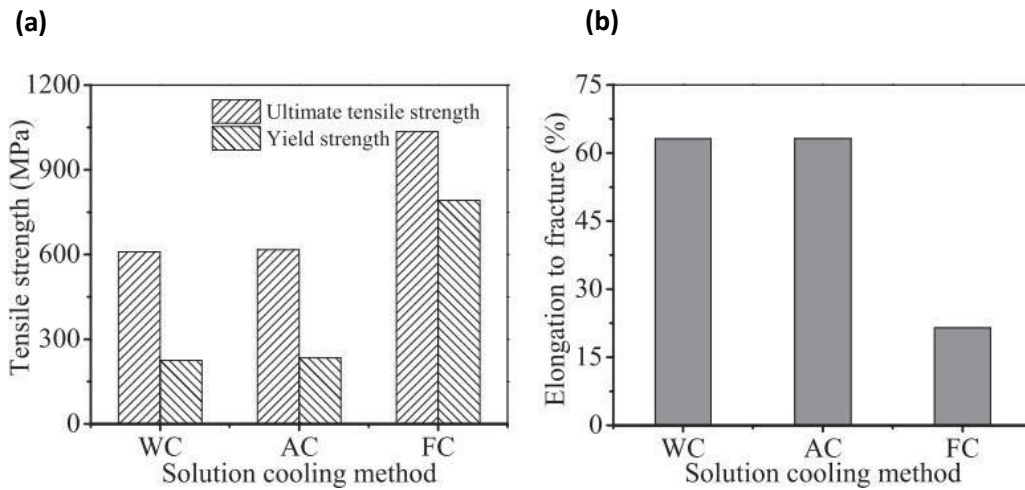 (a)
Tensile strength (MPa)
1200
900
600
300
0
Ultimate tensile strength
Yield strength
WC AC FC
Solution cooling method
(b)
Elongation to fracture (%)
75
60
45
30
15
0
WC AC FC
Solution cooling method